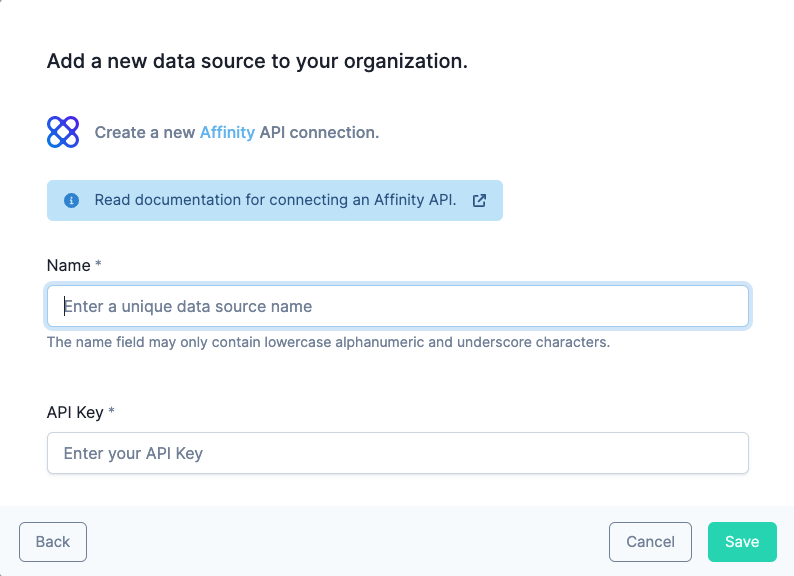 Add a new data source to your organization.
Create a new Affinity API connection.
Read documentation for connecting an Affinity API.
Name *
Enter a unique data source name
The name field may only contain lowercase alphanumeric and underscore characters.
API Key *
Enter your API Key
Back
Cancel
Save